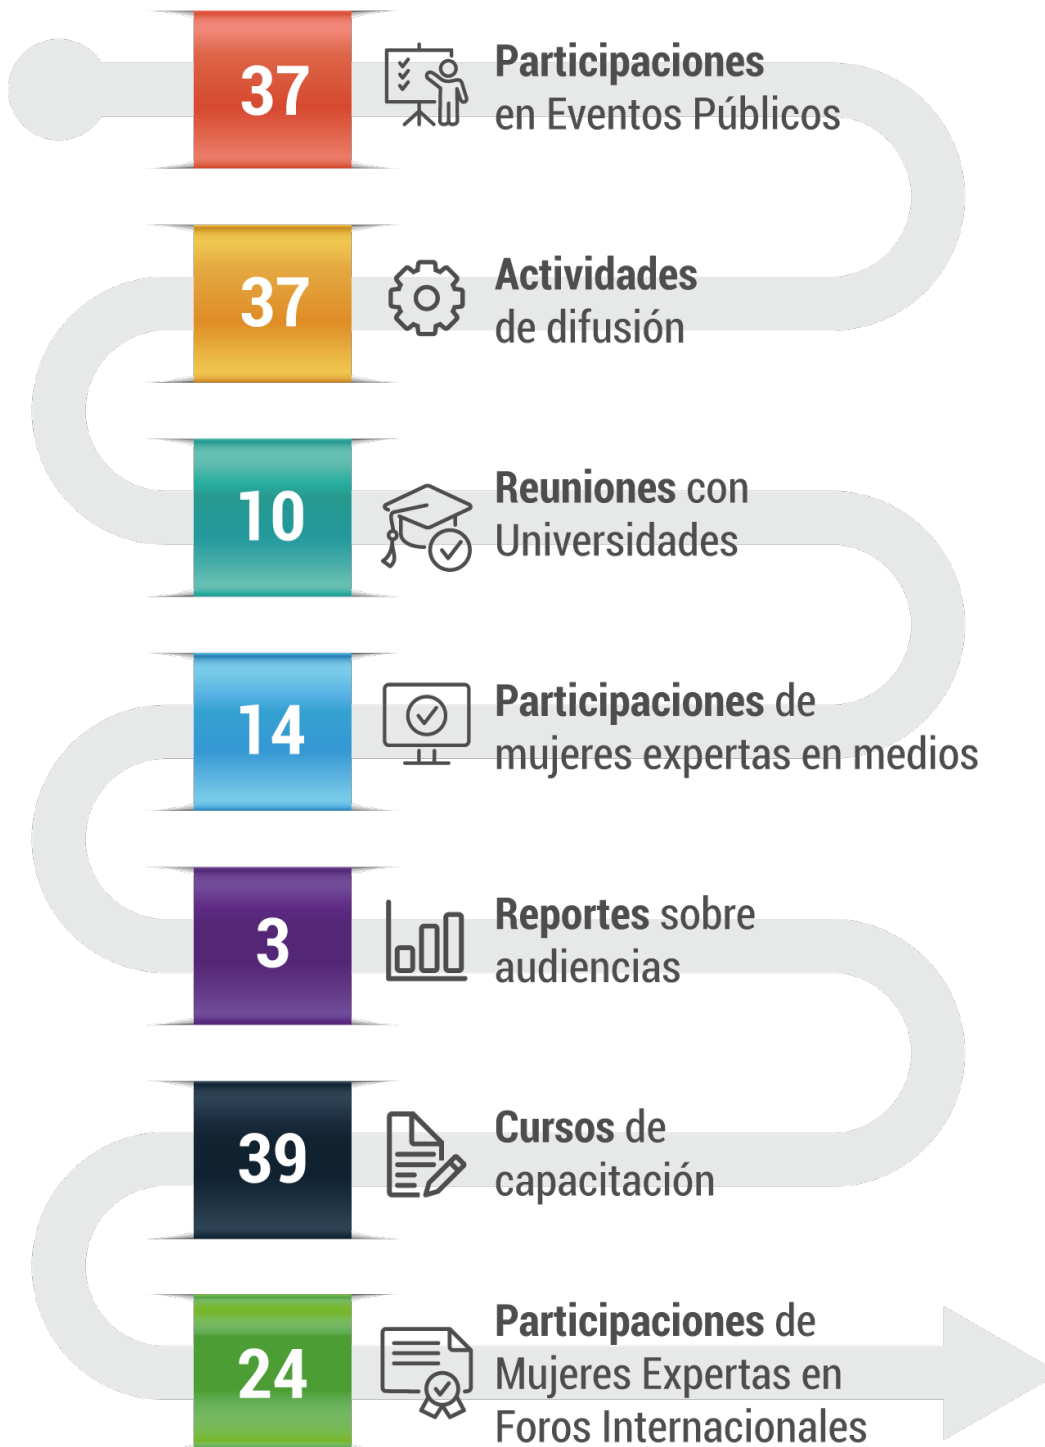 37
Participaciones
en Eventos Públicos
37
Actividades
de difusión
10
Reuniones con
Universidades
14
Participaciones de
mujeres expertas en medios
3
Reportes sobre
audiencias
39
Cursos de
capacitación
24
Participaciones de
Mujeres Expertas en
Foros Internacionales